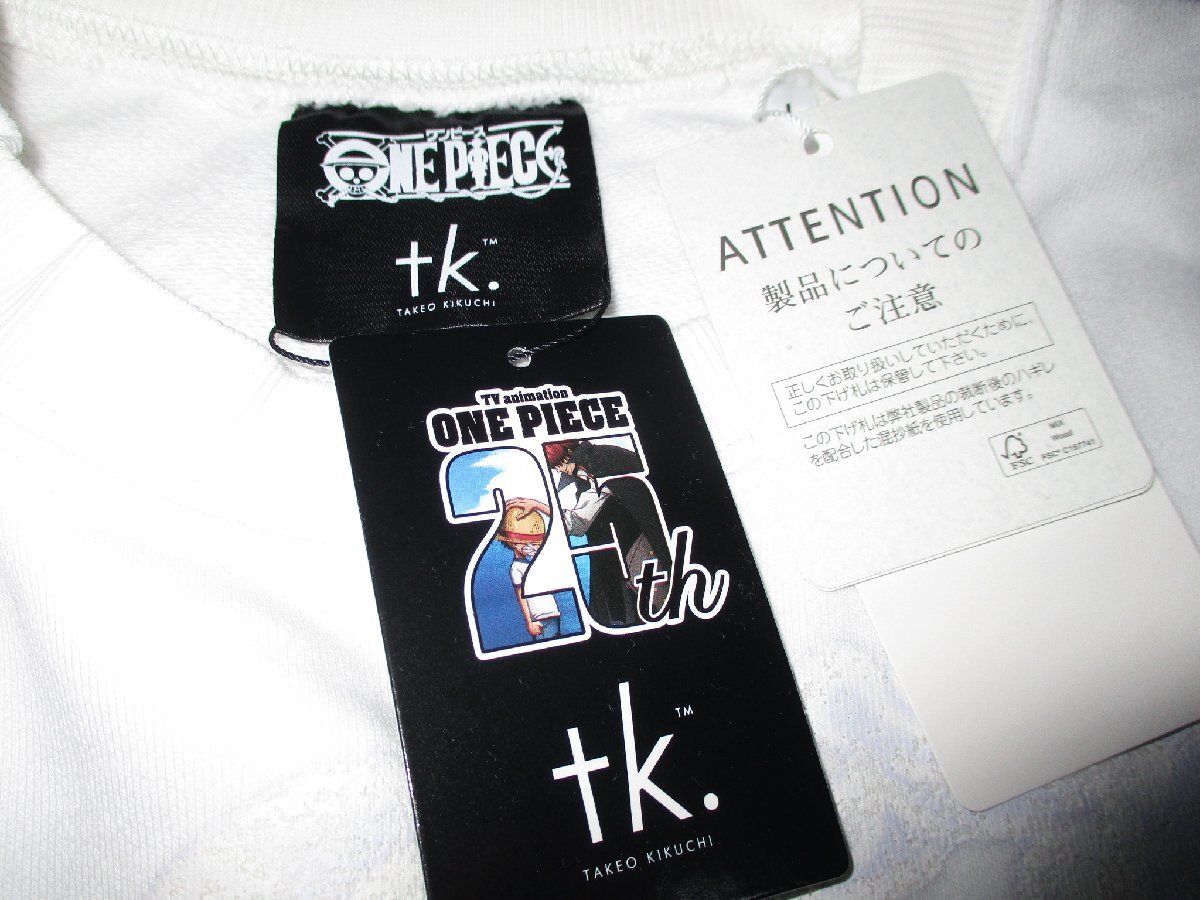 ワンピース
ONE PIECE
tk.™
TAKEO KIKUCHI
TV animation
ONE PIECE
25th
tk.™
TAKEO KIKUCHI
ATTENTION
製品についての
ご注意
正しくお取り扱いしていただくために、
この下げ札は保管して下さい。
この下げ札は弊社製品の裁断後のハギレ
を配合した混抄紙を使用しています。
FSC
MIX
Wood